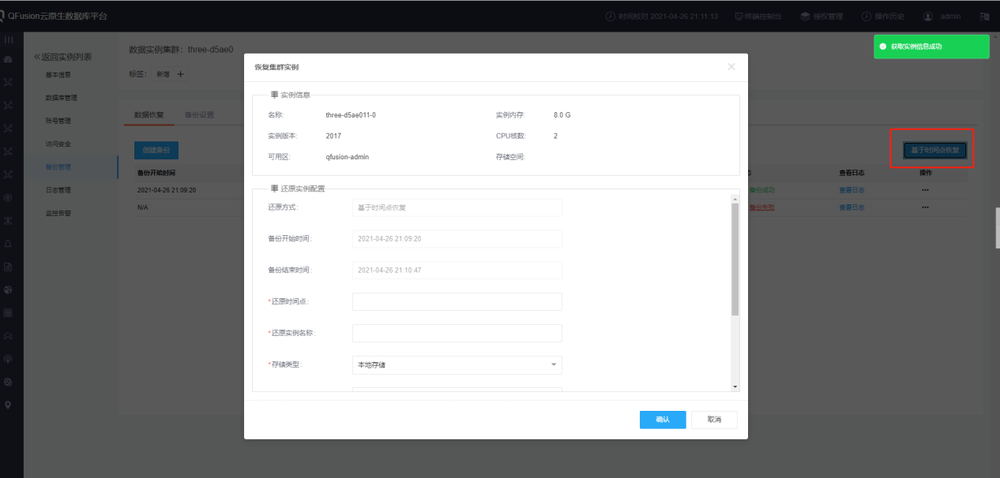 QFusion云原生数据库平台
时间校对 2021-04-26 21:11:13
终端控制台
授权管理
操作历史
admin
获取实例信息成功
返回实例列表
基本信息
数据库管理
账号管理
访问安全
备份管理
日志管理
监控告警
数据实例集群：three-d5ae0
标签： 新增 +
数据恢复 备份设置
创建备份
基于时间点恢复
备份开始时间
查看日志
操作
2021-04-26 21:09:20
备份成功
查看日志
...
N/A
备份失败
查看日志
...
恢复集群实例
实例信息
名称: three-d5ae011-0
实例内存: 8.0 G
实例版本: 2017
CPU核数: 2
可用区: qfusion-admin
存储空间:
还原实例配置
还原方式: 基于时间点恢复
备份开始时间: 2021-04-26 21:09:20
备份结束时间: 2021-04-26 21:10:47
*还原时间点:
*还原实例名称:
*存储类型: 本地存储
确认
取消